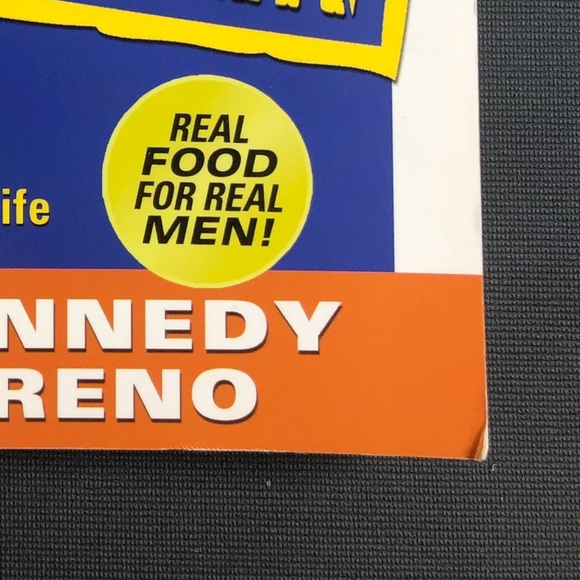 REAL
FOOD
FOR REAL
MEN!
ife
NNEDY
RENO